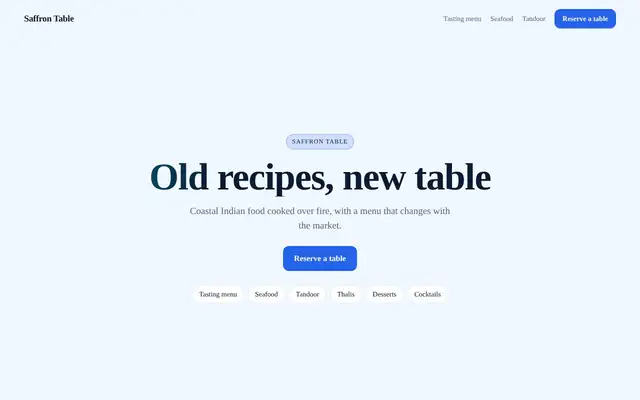 Saffron Table
Tasting menu Seafood Tandoor Reserve a table
SAFFRON TABLE
Old recipes, new table
Coastal Indian food cooked over fire, with a menu that changes with
the market.
Reserve a table
Tasting menu Seafood Tandoor Thalis Desserts Cocktails